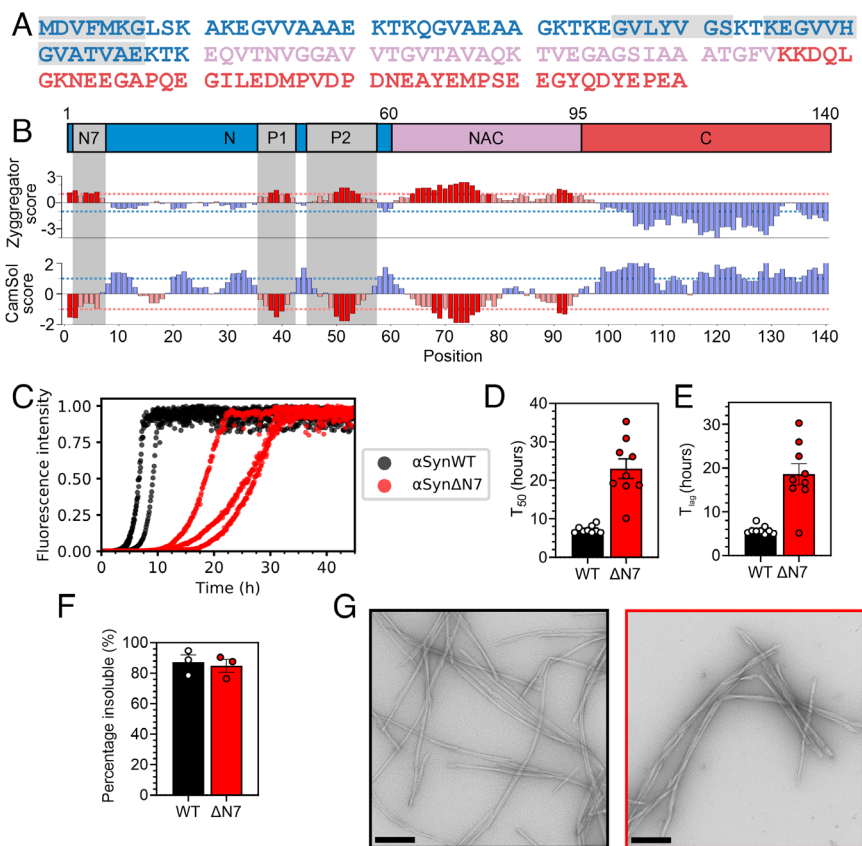 A
MDVFMKGLSK AKEGVVAAAE KTKQGVAEAA GKTKEGVLYV GSKTKEGVVH
GVATVAEKTK EQVTNVGGAV VTGVTAVAQK TVEGAGSIAA ATGFVKKDQL
GKNEEGAPQE GILEDMPVDP DNEAYEMPSE EGYQDYEPEA
B
1 60 95 140
N7 N P1 P2 NAC C
Zyggregator score
3
0
-3
CamSol score
2
0
-2
0 10 20 30 40 50 60 70 80 90 100 110 120 130 140
Position
C
Fluorescence intensity
1.00
0.75
0.50
0.25
0.00
0 10 20 30 40
Time (h)
αSynWT
αSynΔN7
D
T50 (hours)
40
30
20
10
0
WT ΔN7
E
Tlag (hours)
30
20
10
0
WT ΔN7
F
Percentage insoluble (%)
100
80
60
40
20
0
WT ΔN7
G